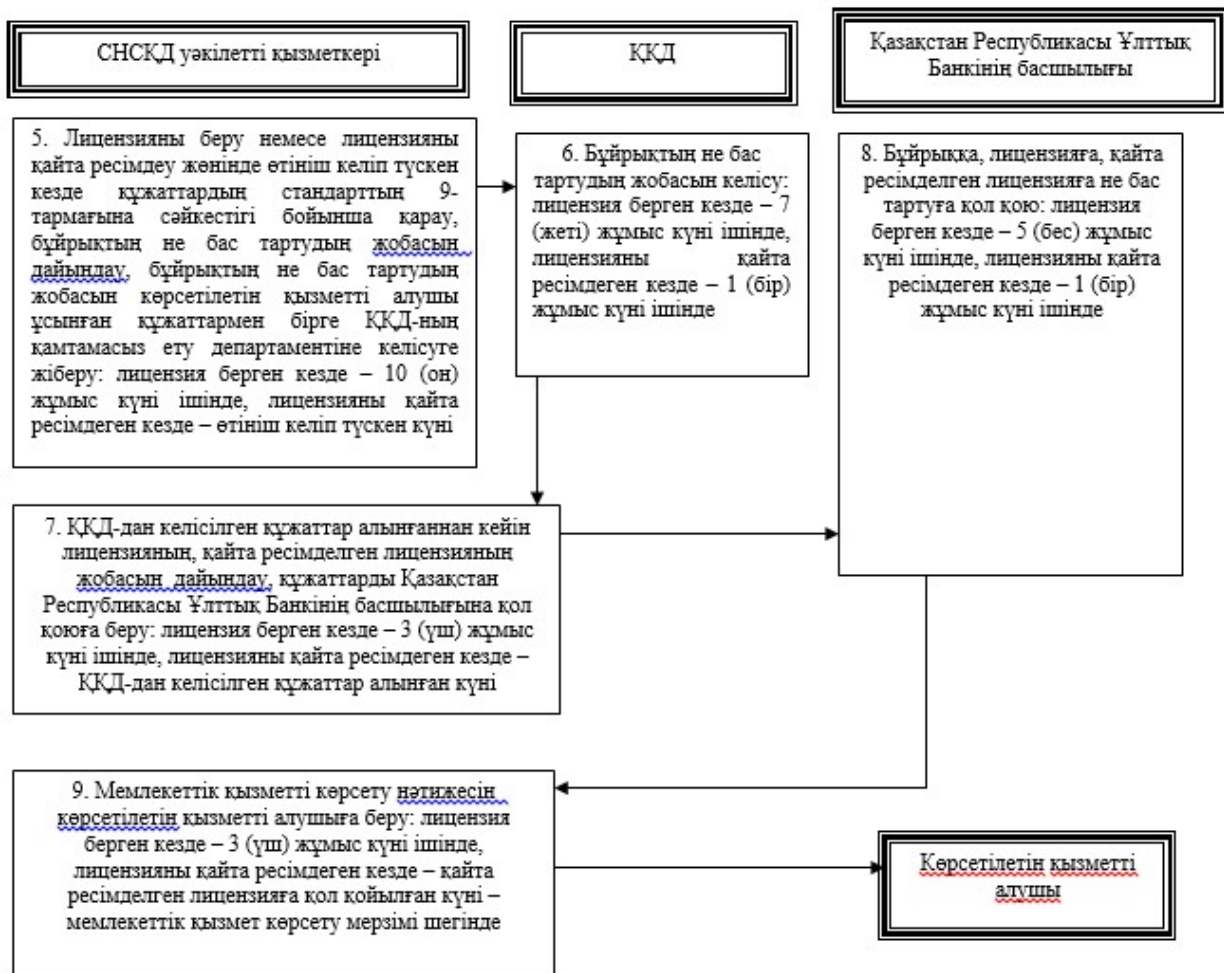 СНСҚД уәкілетті қызметкері
ҚҚД
Қазақстан Республикасы Ұлттық
Банкінің басшылығы
5. Лицензияны беру немесе лицензияны
қайта ресімдеу жөнінде өтініш келіп түскен
кезде құжаттардың стандарттың 9-
тармағына сәйкестігі бойынша қарау,
бұйрықтың не бас тартудың жобасын
дайындау, бұйрықтың не бас тартудың
жобасын көрсетілетін қызметті алушы
ұсынған құжаттармен бірге ҚҚД-ның
қамтамасыз ету департаментіне келісуге
жіберу: лицензия берген кезде – 10 (он)
жұмыс күні ішінде, лицензияны қайта
ресімдеген кезде – өтініш келіп түскен күні
6. Бұйрықтың не бас
тартудың жобасын келісу:
лицензия берген кезде – 7
(жеті) жұмыс күні ішінде,
лицензияны қайта
ресімдеген кезде – 1 (бір)
жұмыс күні ішінде
8. Бұйрыққа, лицензияға, қайта
ресімделген лицензияға не бас
тартуға қол қою: лицензия
берген кезде – 5 (бес) жұмыс
күні ішінде, лицензияны қайта
ресімдеген кезде – 1 (бір)
жұмыс күні ішінде
7. ҚҚД-дан келісілген құжаттар алынғаннан кейін
лицензияның, қайта ресімделген лицензияның
жобасын дайындау, құжаттарды Қазақстан
Республикасы Ұлттық Банкінің басшылығына қол
қоюға беру: лицензия берген кезде – 3 (үш) жұмыс
күні ішінде, лицензияны қайта ресімдеген кезде –
ҚҚД-дан келісілген құжаттар алынған күні
9. Мемлекеттік қызметті көрсету нәтижесін
көрсетілетін қызметті алушыға беру: лицензия
берген кезде – 3 (үш) жұмыс күні ішінде,
лицензияны қайта ресімдеген кезде – қайта
ресімделген лицензияға қол қойылған күні –
мемлекеттік қызмет көрсету мерзімі шегінде
Көрсетілетін қызметті
алушы